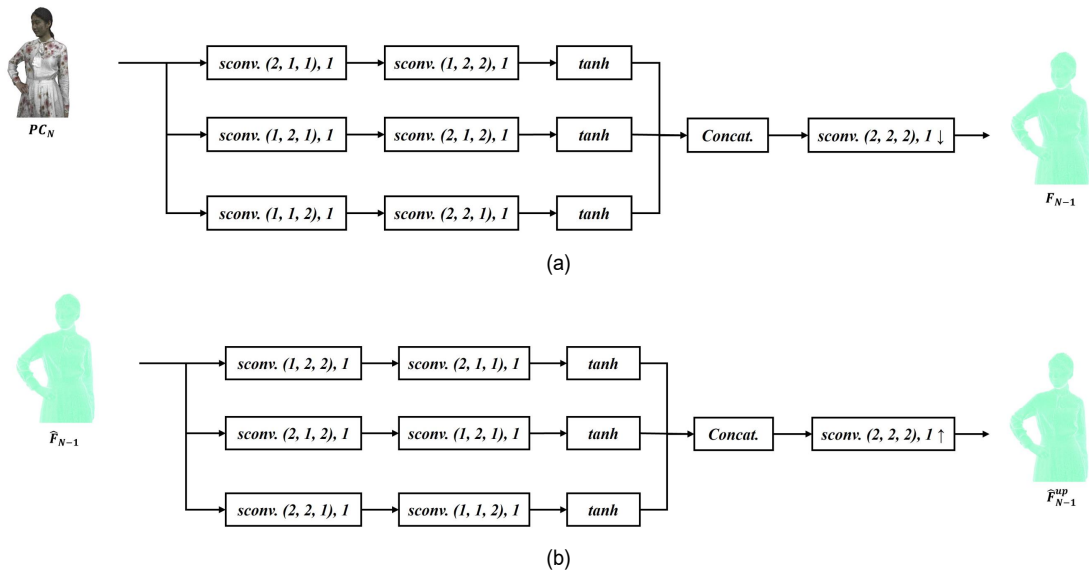 sconv. (2, 1, 1), 1 sconv. (1, 2, 2), 1 tanh
PC_N
sconv. (1, 2, 1), 1 sconv. (2, 1, 2), 1 tanh Concat. sconv. (2, 2, 2), 1 ↓
sconv. (1, 1, 2), 1 sconv. (2, 2, 1), 1 tanh
F_{N−1}
(a)
sconv. (1, 2, 2), 1 sconv. (2, 1, 1), 1 tanh
F̂_{N−1}
sconv. (2, 1, 2), 1 sconv. (1, 2, 1), 1 tanh Concat. sconv. (2, 2, 2), 1 ↑
F̂^{up}_{N−1}
sconv. (2, 2, 1), 1 sconv. (1, 1, 2), 1 tanh
(b)